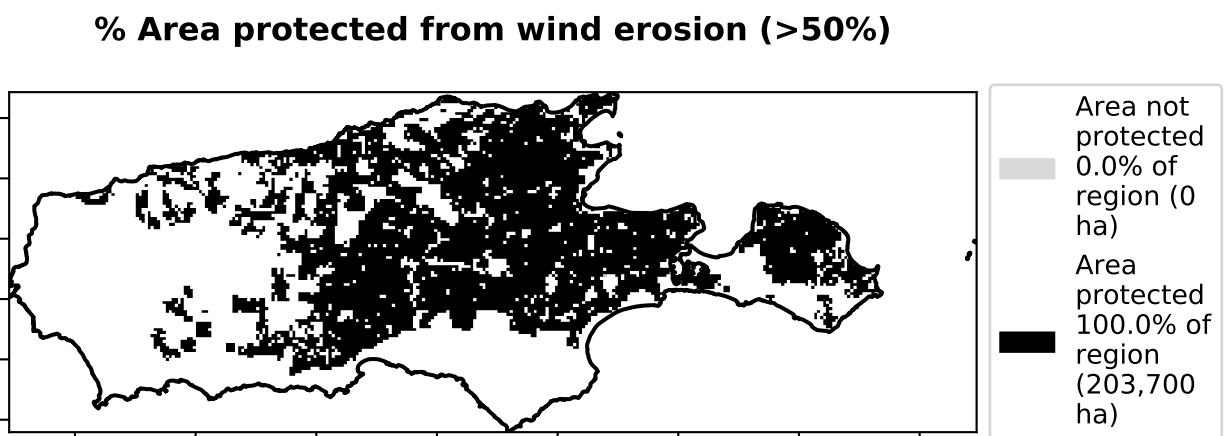 % Area protected from wind erosion (>50%)
Area not
protected
0.0% of
region (0
ha)
Area
protected
100.0% of
region
(203,700
ha)